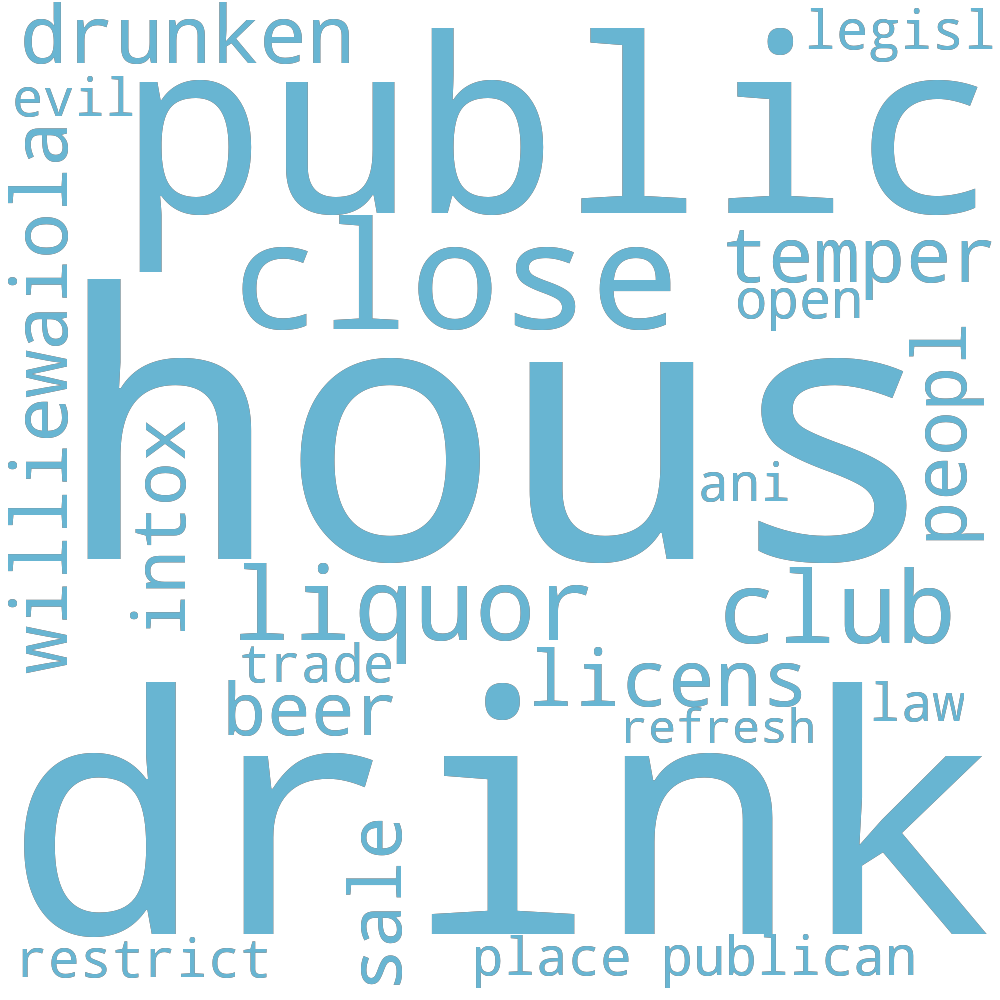 drunken
legisl
evil
public
williewaiola
close
temper
open
hous
peopl
intox
ani
liquor
club
trade
licens
beer
law
refresh
drink
sale
restrict
place
publican